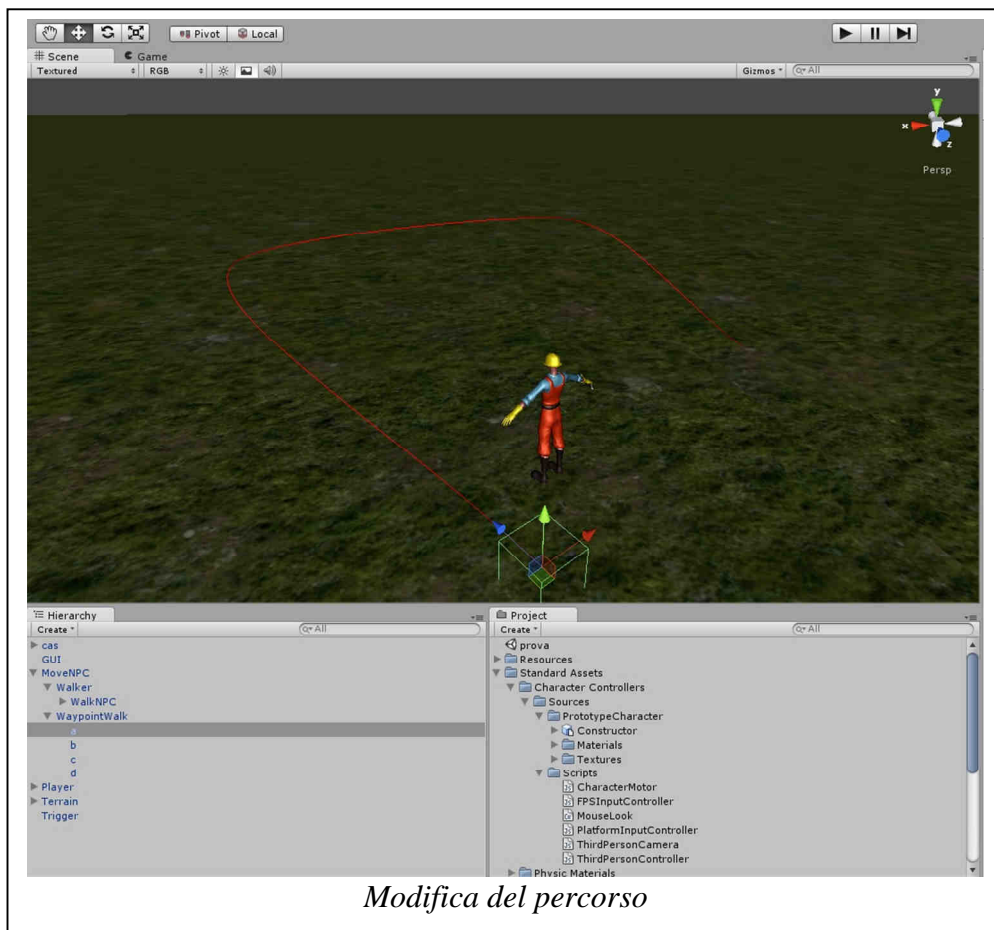 Pivot Local
Scene Game
Textured RGB Gizmos All
y
x
z
Persp
Hierarchy
Create All
cas
GUI
MoveNPC
Walker
WalkNPC
WaypointWalk
a
b
c
d
Player
Terrain
Trigger
Project
Create All
prova
Resources
Standard Assets
Character Controllers
Sources
PrototypeCharacter
Constructor
Materials
Textures
Scripts
CharacterMotor
FPSInputController
MouseLook
PlatformInputController
ThirdPersonCamera
ThirdPersonController
Physic Materials
Modifica del percorso